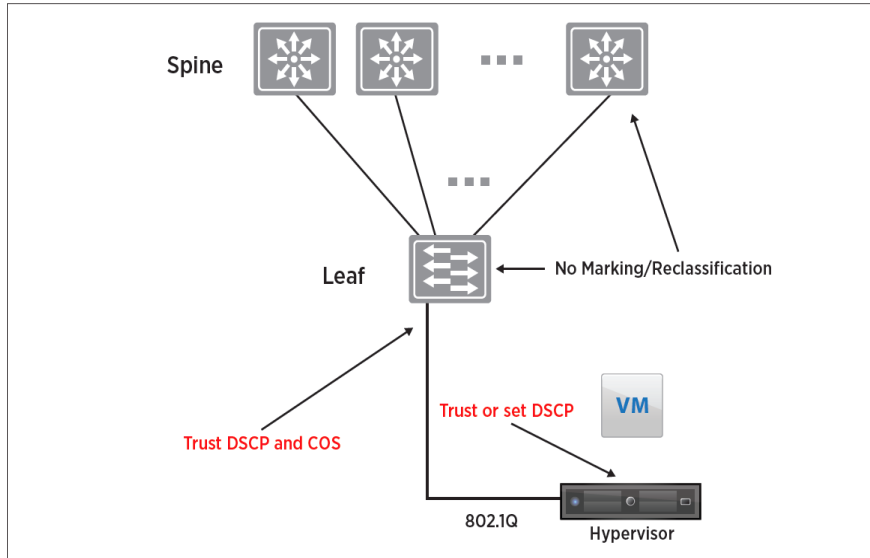 Spine
Leaf
No Marking/Reclassification
Trust or set DSCP
VM
Trust DSCP and COS
802.1Q
Hypervisor